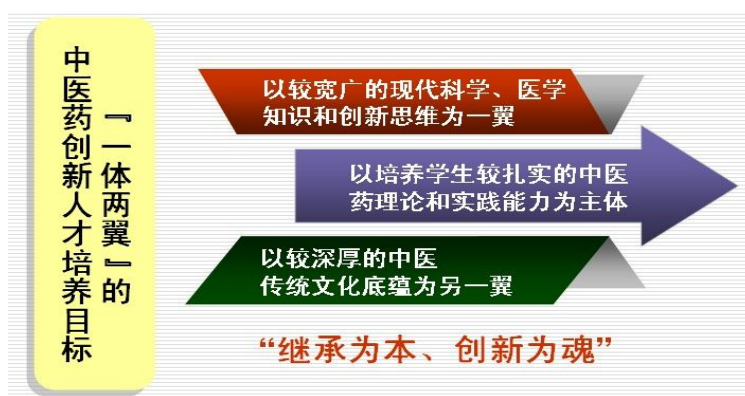 『一体两翼』的
中医药创新人才培养目标
以较宽广的现代科学、医学
知识和创新思维为一翼
以培养学生较扎实的中医
药理论和实践能力为主体
以较深厚的中医
传统文化底蕴为另一翼
“继承为本、创新为魂”